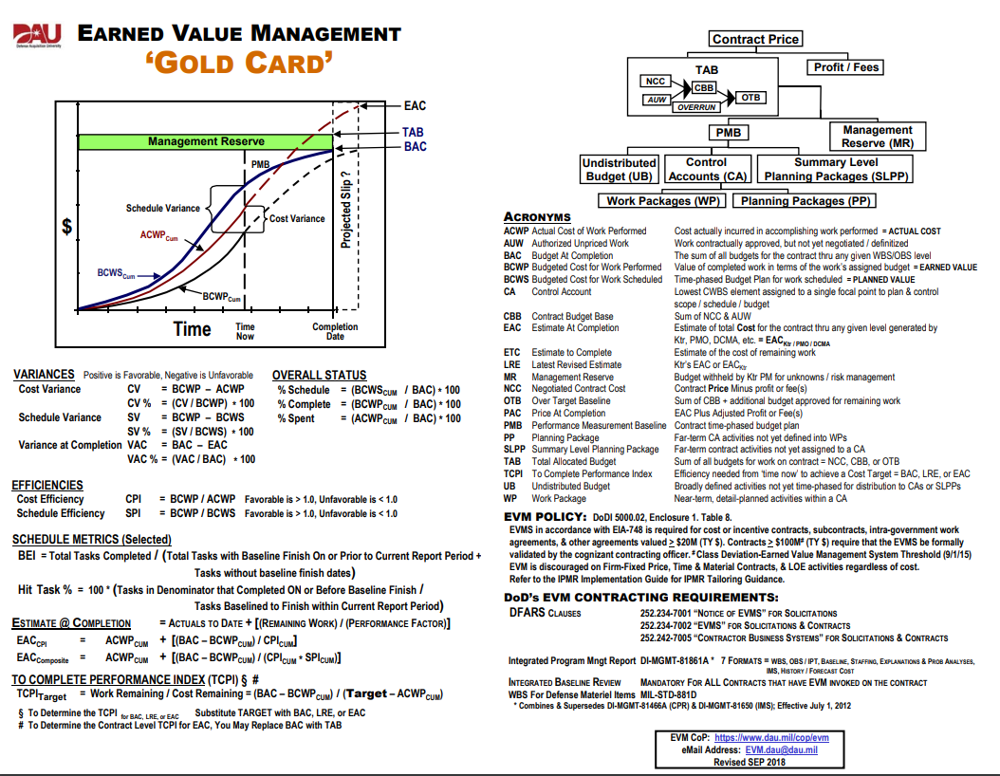 DAU
Defense Acquisition University
EARNED VALUE MANAGEMENT
‘GOLD CARD’
EAC
TAB
BAC
Management Reserve
PMB
Schedule Variance
Cost Variance
Projected Slip ?
$
ACWPCum
BCWSCum
BCWPCum
Time
Time Now
Completion Date
VARIANCES Positive is Favorable, Negative is Unfavorable
Cost Variance CV = BCWP – ACWP
CV % = (CV / BCWP) * 100
Schedule Variance SV = BCWP – BCWS
SV % = (SV / BCWS) * 100
Variance at Completion VAC = BAC – EAC
VAC % = (VAC / BAC) * 100
OVERALL STATUS
% Schedule = (BCWSCUM / BAC) * 100
% Complete = (BCWPCUM / BAC) * 100
% Spent = (ACWPCUM / BAC) * 100
EFFICIENCIES
Cost Efficiency CPI = BCWP / ACWP Favorable is > 1.0, Unfavorable is < 1.0
Schedule Efficiency SPI = BCWP / BCWS Favorable is > 1.0, Unfavorable is < 1.0
SCHEDULE METRICS (Selected)
BEI = Total Tasks Completed / (Total Tasks with Baseline Finish On or Prior to Current Report Period +
Tasks without baseline finish dates)
Hit Task % = 100 * (Tasks in Denominator that Completed ON or Before Baseline Finish /
Tasks Baselined to Finish within Current Report Period)
ESTIMATE @ COMPLETION = ACTUALS TO DATE + [(REMAINING WORK) / (PERFORMANCE FACTOR)]
EACCPI = ACWPCUM + [(BAC – BCWPCUM) / CPICUM]
EACComposite = ACWPCUM + [(BAC – BCWPCUM) / (CPICUM * SPICUM)]
TO COMPLETE PERFORMANCE INDEX (TCPI) § #
TCPITarget = Work Remaining / Cost Remaining = (BAC – BCWPCUM) / (Target – ACWPCUM)
§ To Determine the TCPI for BAC, LRE, or EAC Substitute TARGET with BAC, LRE, or EAC
# To Determine the Contract Level TCPI for EAC, You May Replace BAC with TAB
Contract Price
TAB
Profit / Fees
NCC
CBB
AUW
OTB
OVERRUN
PMB
Management
Reserve (MR)
Undistributed
Budget (UB)
Control
Accounts (CA)
Summary Level
Planning Packages (SLPP)
Work Packages (WP)
Planning Packages (PP)
ACRONYMS
ACWP Actual Cost of Work Performed Cost actually incurred in accomplishing work performed = ACTUAL COST
AUW Authorized Unpriced Work Work contractually approved, but not yet negotiated / definitized
BAC Budget At Completion The sum of all budgets for the contract thru any given WBS/OBS level
BCWP Budgeted Cost for Work Performed Value of completed work in terms of the work's assigned budget = EARNED VALUE
BCWS Budgeted Cost for Work Scheduled Time-phased Budget Plan for work scheduled = PLANNED VALUE
CA Control Account Lowest CWBS element assigned to a single focal point to plan & control
scope / schedule / budget
CBB Contract Budget Base Sum of NCC & AUW
EAC Estimate At Completion Estimate of total Cost for the contract thru any given level generated by
Ktr, PMO, DCMA, etc. = EACKtr / PMO / DCMA
ETC Estimate to Complete Estimate of the cost of remaining work
LRE Latest Revised Estimate Ktr's EAC or EACKtr
MR Management Reserve Budget withheld by Ktr PM for unknowns / risk management
NCC Negotiated Contract Cost Contract Price Minus profit or fee(s)
OTB Over Target Baseline Sum of CBB + additional budget approved for remaining work
PAC Price At Completion EAC Plus Adjusted Profit or Fee(s)
PMB Performance Measurement Baseline Contract time-phased budget plan
PP Planning Package Far-term CA activities not yet defined into WPs
SLPP Summary Level Planning Package Far-term contract activities not yet assigned to a CA
TAB Total Allocated Budget Sum of all budgets for work on contract = NCC, CBB, or OTB
TCPI To Complete Performance Index Efficiency needed from 'time now' to achieve a Cost Target = BAC, LRE, or EAC
UB Undistributed Budget Broadly defined activities not yet time-phased for distribution to CAs or SLPPs
WP Work Package Near-term, detail-planned activities within a CA
EVM POLICY: DoDI 5000.02, Enclosure 1. Table 8.
EVMS in accordance with EIA-748 is required for cost or incentive contracts, subcontracts, intra-government work
agreements, & other agreements valued > $20M (TY $). Contracts > $100M# (TY $) require that the EVMS be formally
validated by the cognizant contracting officer. # Class Deviation-Earned Value Management System Threshold (9/1/15)
EVM is discouraged on Firm-Fixed Price, Time & Material Contracts, & LOE activities regardless of cost.
Refer to the IPMR Implementation Guide for IPMR Tailoring Guidance.
DoD's EVM CONTRACTING REQUIREMENTS:
DFARS CLAUSES 252.234-7001 “NOTICE OF EVMS” FOR SOLICITATIONS
252.234-7002 “EVMS” FOR SOLICITATIONS & CONTRACTS
252.242-7005 “CONTRACTOR BUSINESS SYSTEMS” FOR SOLICITATIONS & CONTRACTS
Integrated Program Mngt Report DI-MGMT-81861A * 7 FORMATS = WBS, OBS / IPT, BASELINE, STAFFING, EXPLANATIONS & PROB ANALYSES,
IMS, HISTORY / FORECAST COST
INTEGRATED BASELINE REVIEW MANDATORY FOR ALL CONTRACTS THAT HAVE EVM INVOKED ON THE CONTRACT
WBS For Defense Materiel Items MIL-STD-881D
* Combines & Supersedes DI-MGMT-81466A (CPR) & DI-MGMT-81650 (IMS); Effective July 1, 2012
EVM CoP: https://www.dau.mil/cop/evm
eMail Address: EVM.dau@dau.mil
Revised SEP 2018